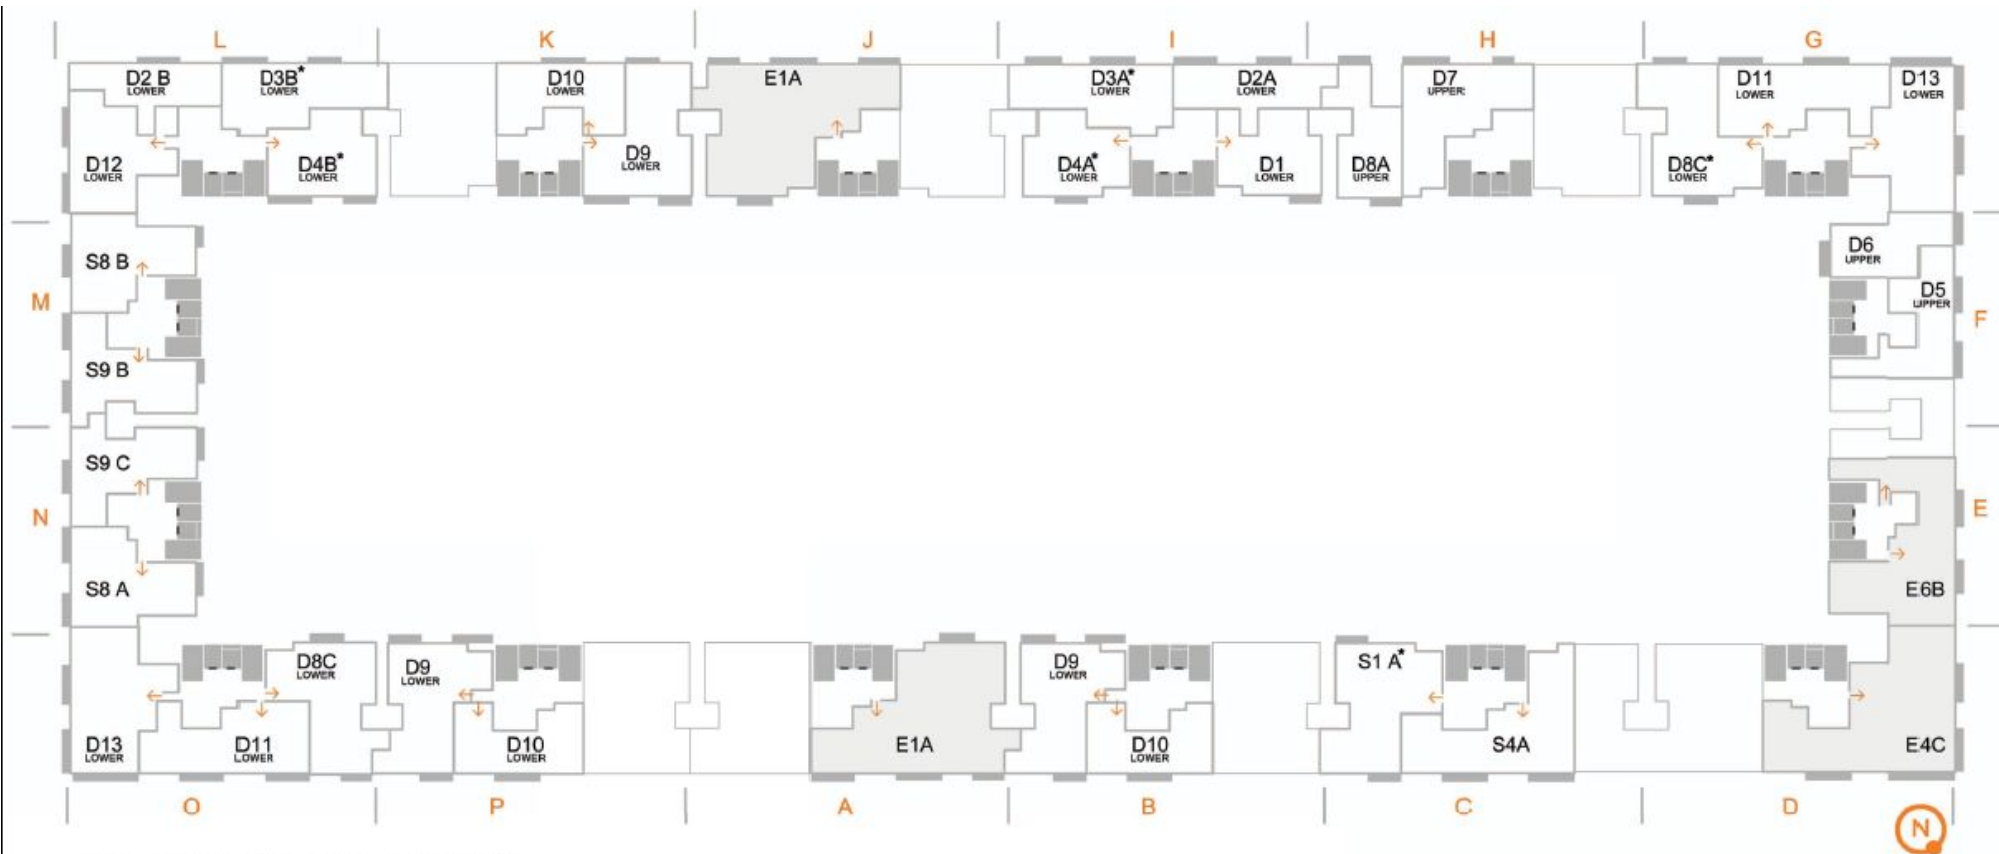 L K J I H G
D2 B
LOWER
D3B*
LOWER
D10
LOWER
E1A
D3A*
LOWER
D2A
LOWER
D7
UPPER
D11
LOWER
D13
LOWER
D12
LOWER
D4B*
LOWER
D9
LOWER
D4A*
LOWER
D1
LOWER
D8A
UPPER
D8C*
LOWER
S8 B
D6
UPPER
D5
UPPER
M
F
S9 B
S9 C
N
E
S8 A
E6B
D8C
LOWER
D9
LOWER
D9
LOWER
S1 A*
D13
LOWER
D11
LOWER
D10
LOWER
E1A
D10
LOWER
S4A
E4C
O P A B C D
N